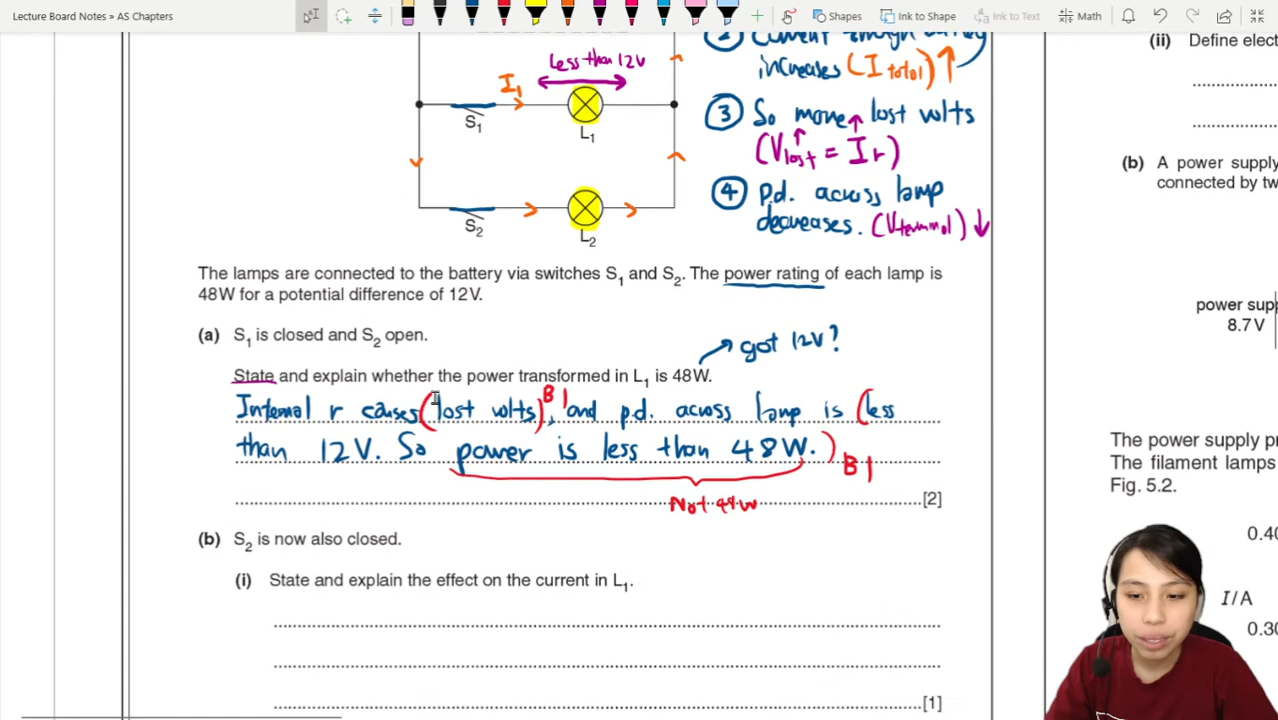 Lecture Board Notes » AS Chapters
Shapes
Ink to Shape
Ink to Text
Math
② Current through battery
increases (I total) ↑
③ So more ↑ lost volts
(V lost ↑ = I r)
④ p.d. across lamp
decreases. (V terminal) ↓
Less than 12V
I₁
S₁
L₁
S₂
L₂
The lamps are connected to the battery via switches S₁ and S₂. The power rating of each lamp is
48W for a potential difference of 12V.
(a) S₁ is closed and S₂ open.
got 12V?
State and explain whether the power transformed in L₁ is 48W.
Internal r causes (lost volts) B1, and p.d. across lamp is (less
than 12V. So power is less than 48W.) B1
Not 48W
[2]
(b) S₂ is now also closed.
(i) State and explain the effect on the current in L₁.
[1]
(ii) Define elect
(b) A power supply
connected by tw
power sup
8.7V
The power supply pr
The filament lamps
Fig. 5.2.
0.40
I/A
0.30